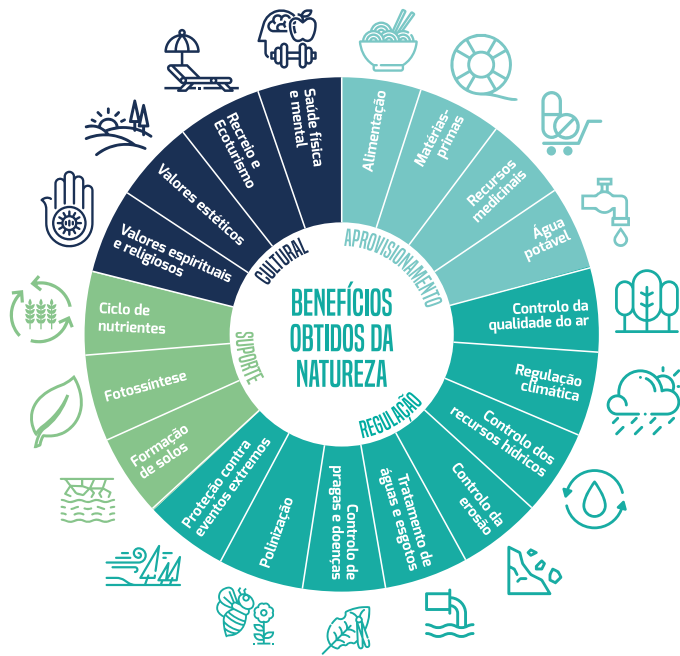 BENEFÍCIOS
OBTIDOS DA
NATUREZA
APROVISIONAMENTO
Alimentação
Matérias-
primas
Recursos
medicinais
Água
potável
REGULAÇÃO
Controlo da
qualidade do ar
Regulação
climática
Controlo dos
recursos hídricos
Controlo da
erosão
Tratamento de
águas e esgotos
Controlo de
pragas e doenças
Polinização
Proteção contra
eventos extremos
SUPORTE
Formação
de solos
Fotossíntese
Ciclo de
nutrientes
CULTURAL
Valores espirituais
e religiosos
Valores estéticos
Recreio e
Ecoturismo
Saúde física
e mental